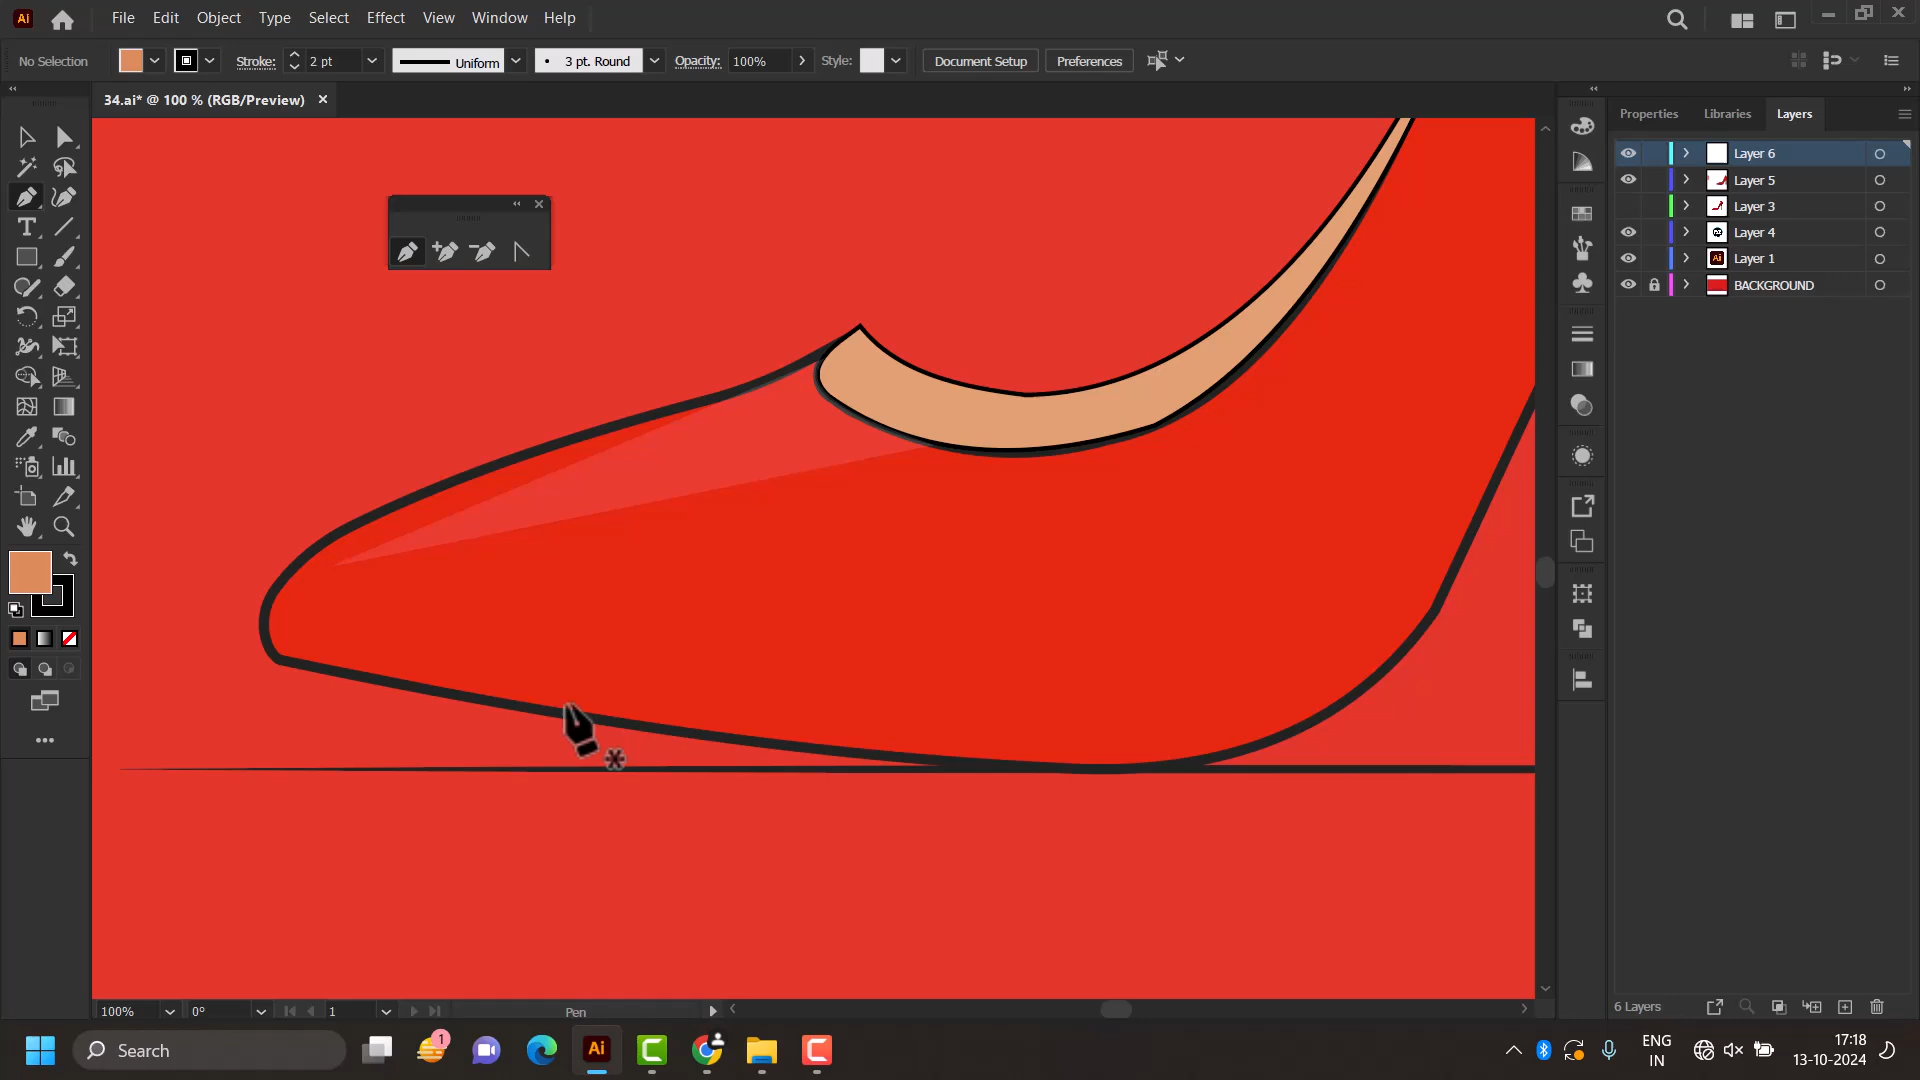 Ai File Edit Object Type Select Effect View Window Help
No Selection Stroke: 2 pt Uniform 3 pt. Round Opacity: 100% Style: Document Setup Preferences
34.ai* @ 100 % (RGB/Preview)
Properties Libraries Layers
Layer 6
Layer 5
Layer 3
Layer 4
Layer 1
BACKGROUND
100% 0° 1 Pen
6 Layers
Search 1 Ai ENG 17:18
IN 13-10-2024